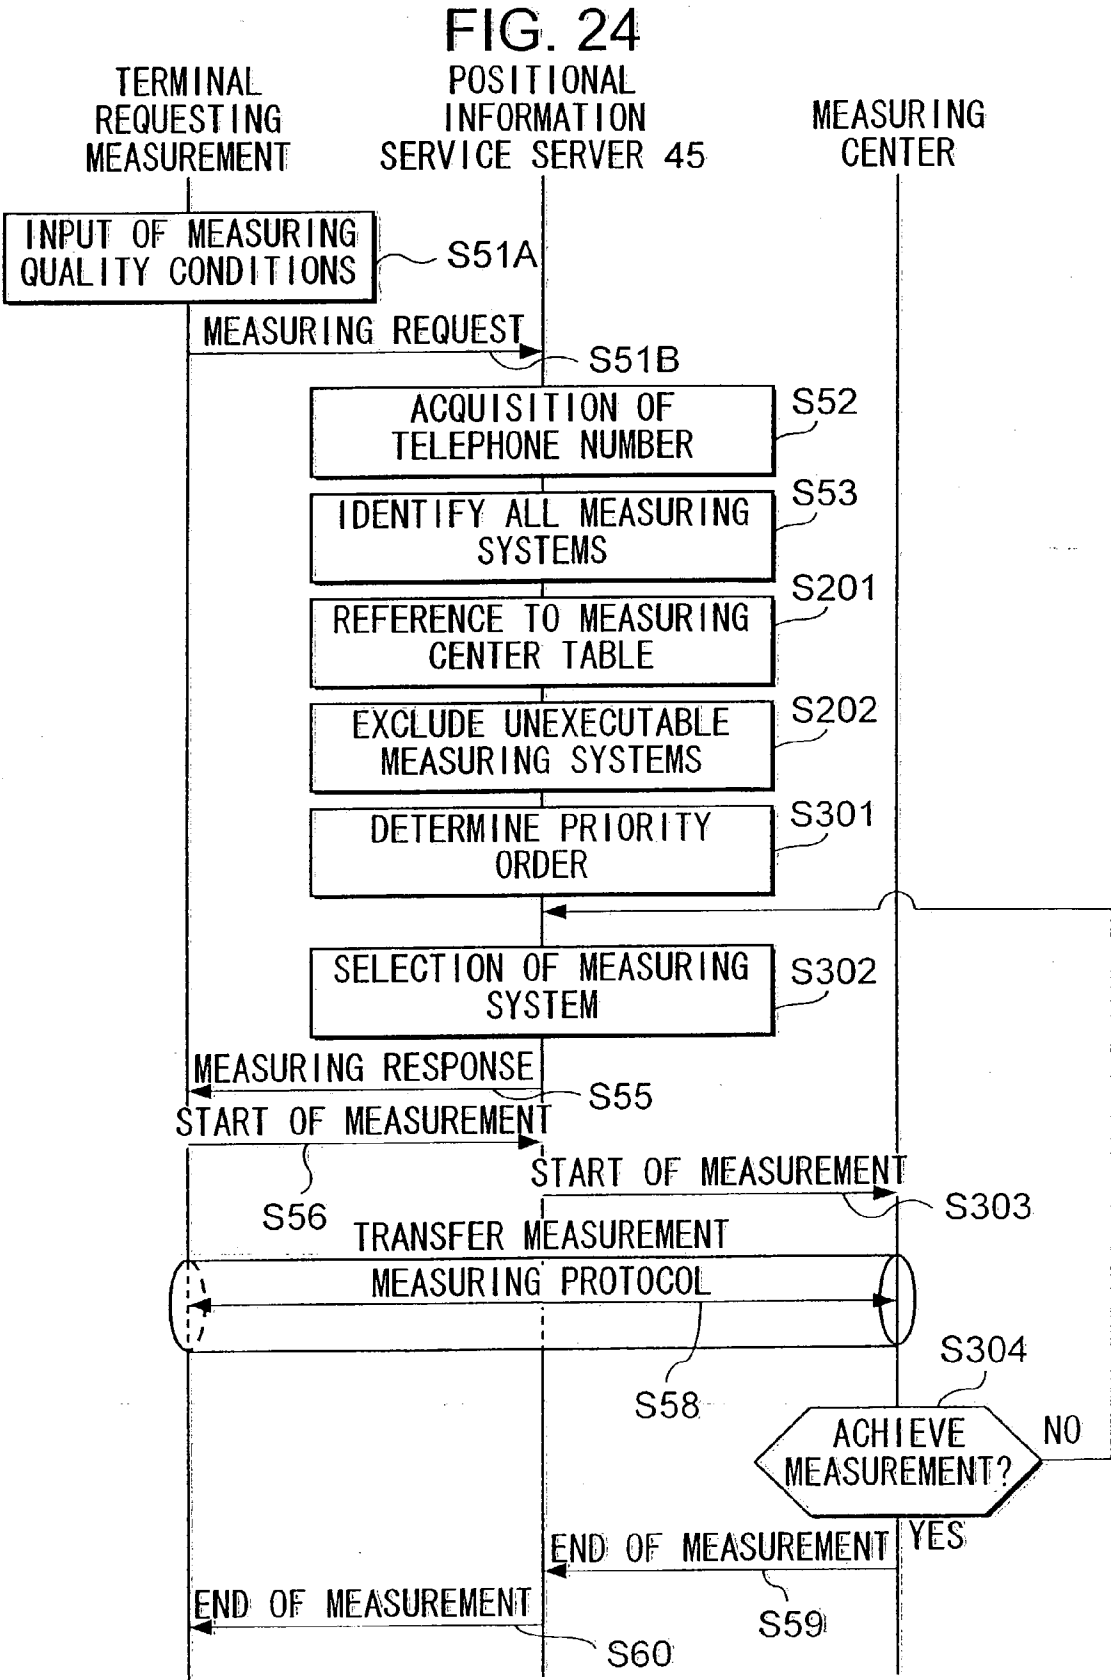 FIG. 24
TERMINAL
REQUESTING
MEASUREMENT
POSITIONAL
INFORMATION
SERVICE SERVER 45
MEASURING
CENTER
INPUT OF MEASURING
QUALITY CONDITIONS
S51A
MEASURING REQUEST
S51B
ACQUISITION OF
TELEPHONE NUMBER
S52
IDENTIFY ALL MEASURING
SYSTEMS
S53
REFERENCE TO MEASURING
CENTER TABLE
S201
EXCLUDE UNEXECUTABLE
MEASURING SYSTEMS
S202
DETERMINE PRIORITY
ORDER
S301
SELECTION OF MEASURING
SYSTEM
S302
MEASURING RESPONSE
S55
START OF MEASUREMENT
S56
START OF MEASUREMENT
S303
TRANSFER MEASUREMENT
MEASURING PROTOCOL
S58
S304
ACHIEVE
MEASUREMENT?
NO
YES
END OF MEASUREMENT
S59
END OF MEASUREMENT
S60